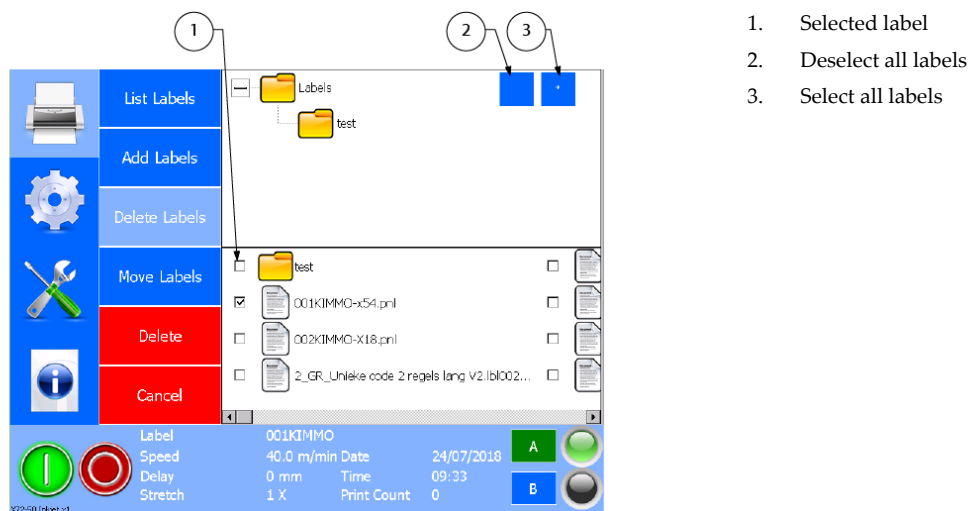 1
2
3
1. Selected label
2. Deselect all labels
3. Select all labels
List Labels
Add Labels
Delete Labels
Move Labels
Delete
Cancel
Labels
test
+
test
001KIMMO-x54.pnl
002KIMMO-X18.pnl
2_GR_Unieke code 2 regels lang V2.lbl002...
Label 001KIMMO
Speed 40.0 m/min Date 24/07/2018
Delay 0 mm Time 09:33
Stretch 1 X Print Count 0
A
B